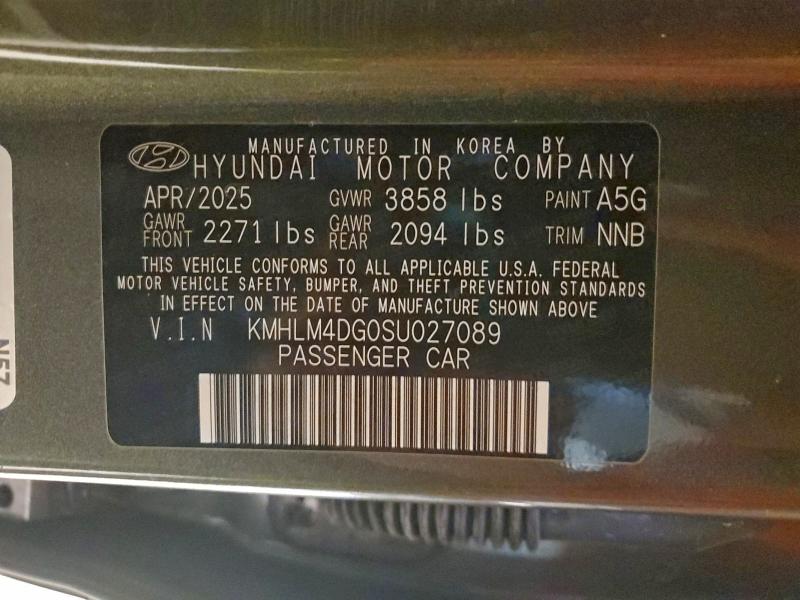 MANUFACTURED IN KOREA BY
HYUNDAI MOTOR COMPANY
APR/2025 GVWR 3858 lbs PAINT A5G
GAWR FRONT 2271 lbs GAWR REAR 2094 lbs TRIM NNB
THIS VEHICLE CONFORMS TO ALL APPLICABLE U.S.A. FEDERAL
MOTOR VEHICLE SAFETY, BUMPER, AND THEFT PREVENTION STANDARDS
IN EFFECT ON THE DATE OF MANUFACTURE SHOWN ABOVE
V.I.N KMHLM4DG0SU027089
PASSENGER CAR
N57